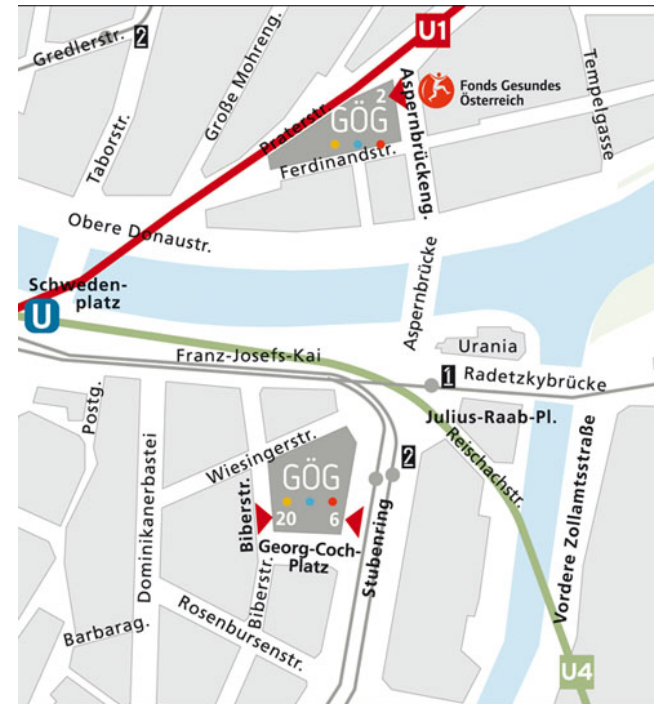 Gredlerstr.
2
Taborstr.
Große Mohreng.
U1
Praterstr.
2
GÖG
Ferdinandstr.
Aspernbrückeng.
Fonds Gesundes
Österreich
Tempelgasse
Obere Donaustr.
Schweden-
platz
U
Aspernbrücke
Urania
Franz-Josefs-Kai
1
Radetzkybrücke
Julius-Raab-Pl.
Postg.
Dominikanerbastei
Wiesingerstr.
2
Reischachstr.
Vordere Zollamtsstraße
GÖG
20
6
Biberstr.
Georg-Coch-
Platz
Stubenring
Biberstr.
Rosenbursenstr.
Barbarag.
U4